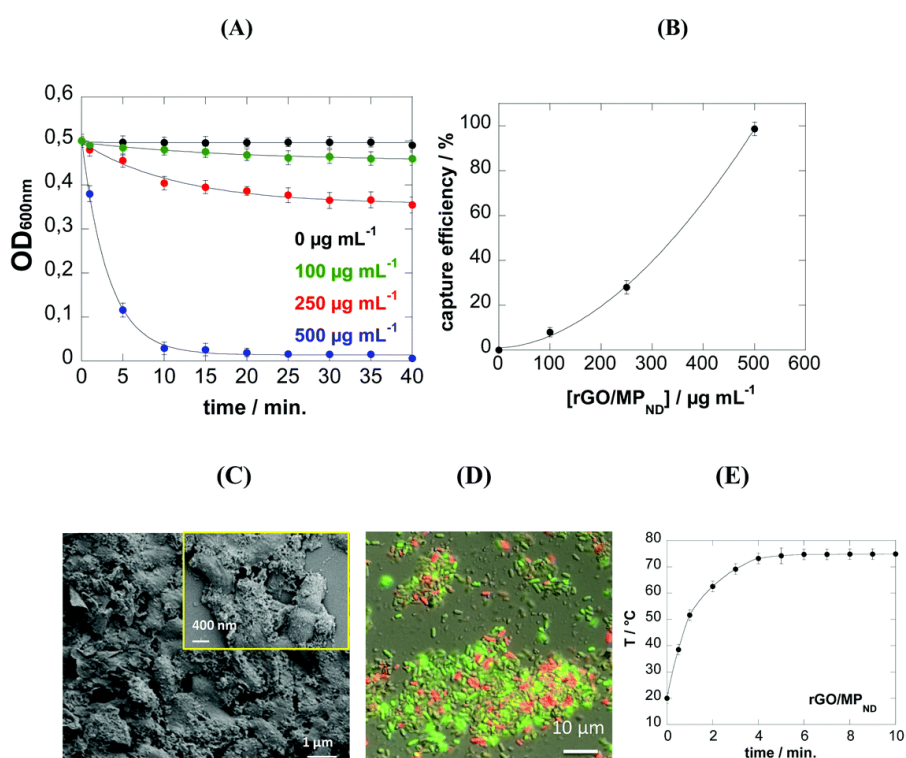 (A)
(B)
0,6
0,5
0,4
0,3
0,2
0,1
0
OD600nm
0 µg mL-1
100 µg mL-1
250 µg mL-1
500 µg mL-1
0 5 10 15 20 25 30 35 40
time / min.
100
80
60
40
20
0
capture efficiency / %
0 100 200 300 400 500 600
[rGO/MPND] / µg mL-1
(C)
(D)
(E)
400 nm
1 µm
10 µm
80
70
60
50
40
30
20
10
T / °C
rGO/MPND
0 2 4 6 8 10
time / min.